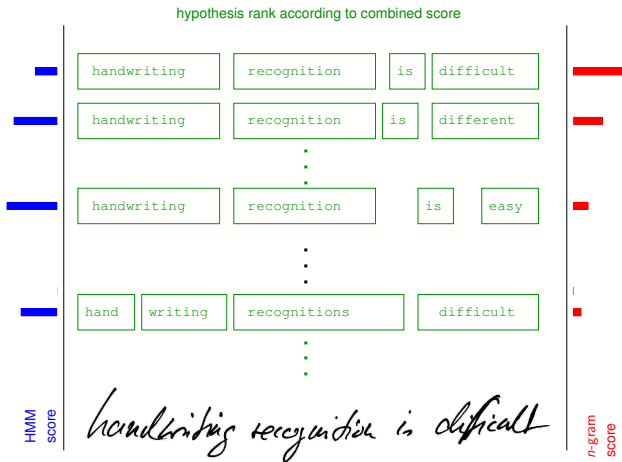 hypothesis rank according to combined score
handwriting recognition is difficult
handwriting recognition is different
handwriting recognition is easy
hand writing recognitions difficult
handwriting recognition is difficult
HMM
score
n-gram
score